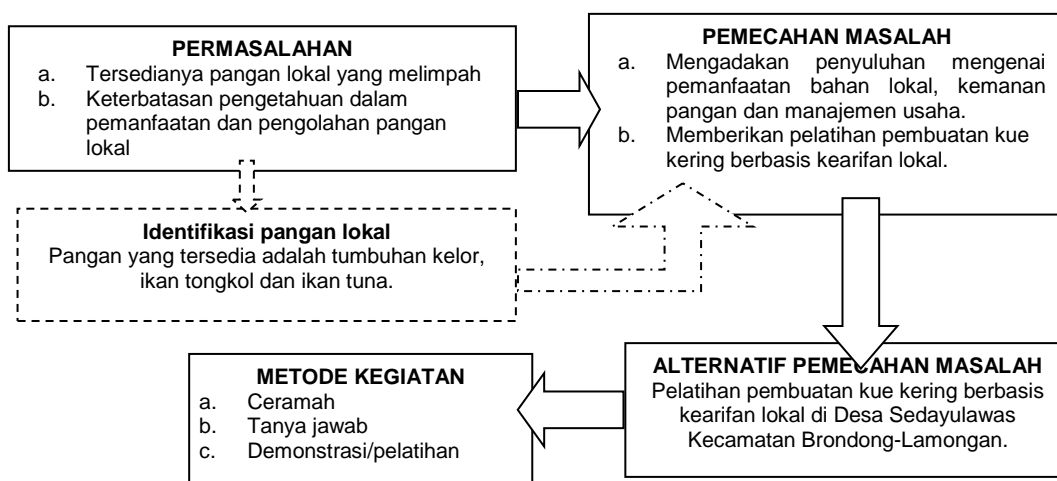 PERMASALAHAN
a. Tersedianya pangan lokal yang melimpah
b. Keterbatasan pengetahuan dalam
pemanfaatan dan pengolahan pangan
lokal
PEMECAHAN MASALAH
a. Mengadakan penyuluhan mengenai
pemanfaatan bahan lokal, kemanan
pangan dan manajemen usaha.
b. Memberikan pelatihan pembuatan kue
kering berbasis kearifan lokal.
Identifikasi pangan lokal
Pangan yang tersedia adalah tumbuhan kelor,
ikan tongkol dan ikan tuna.
ALTERNATIF PEMECAHAN MASALAH
Pelatihan pembuatan kue kering berbasis
kearifan lokal di Desa Sedayulawas
Kecamatan Brondong-Lamongan.
METODE KEGIATAN
a. Ceramah
b. Tanya jawab
c. Demonstrasi/pelatihan